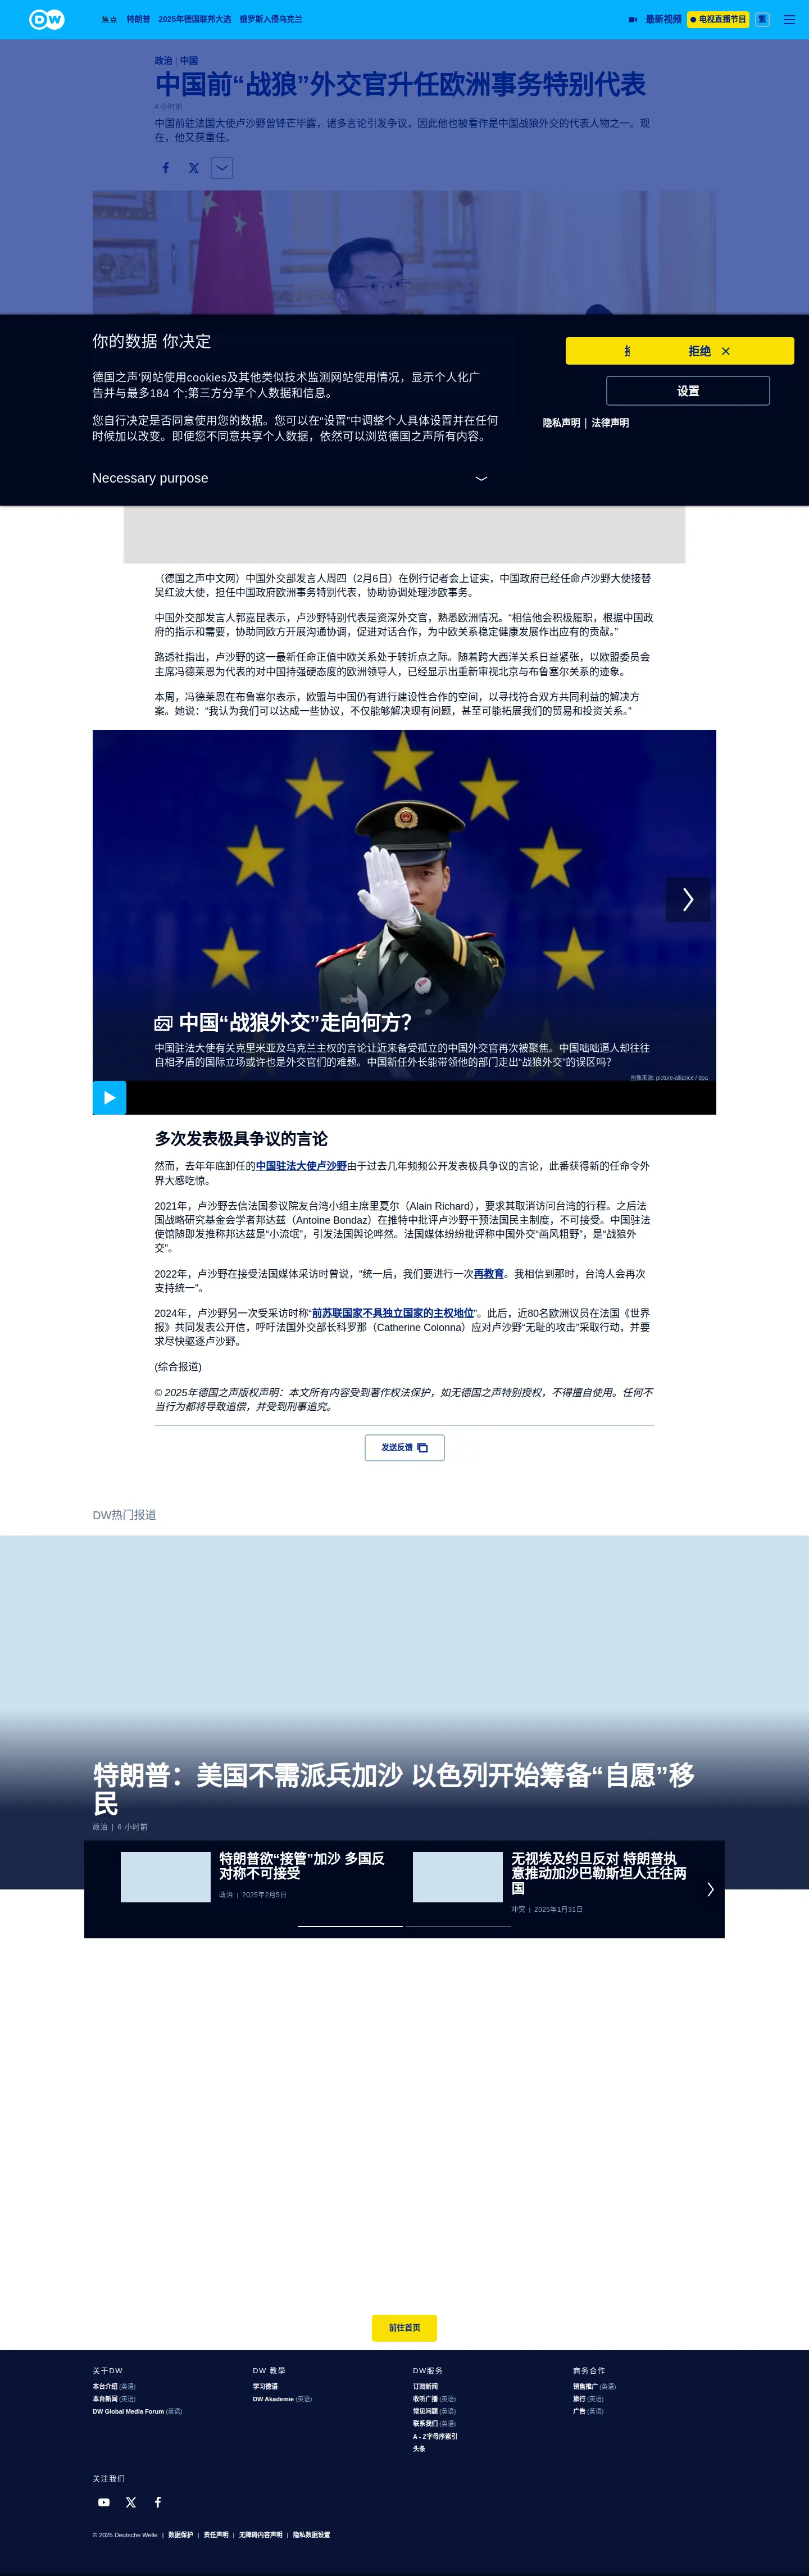 DW
焦点 特朗普 2025年德国联邦大选 俄罗斯入侵乌克兰
最新视频 电视直播节目 繁
政治 | 中国
中国前“战狼”外交官升任欧洲事务特别代表
4 小时前
中国前驻法国大使卢沙野曾锋芒毕露，诸多言论引发争议，因此他也被看作是中国战狼外交的代表人物之一。现
在，他又获重任。
你的数据 你决定
德国之声'网站使用cookies及其他类似技术监测网站使用情况，显示个人化广
告并与最多184 个;第三方分享个人数据和信息。
您自行决定是否同意使用您的数据。您可以在“设置”中调整个人具体设置并在任何
时候加以改变。即便您不同意共享个人数据，依然可以浏览德国之声所有内容。
Necessary purpose
拒绝
设置
隐私声明 | 法律声明
（德国之声中文网）中国外交部发言人周四（2月6日）在例行记者会上证实，中国政府已经任命卢沙野大使接替
吴红波大使，担任中国政府欧洲事务特别代表，协助协调处理涉欧事务。
中国外交部发言人郭嘉昆表示，卢沙野特别代表是资深外交官，熟悉欧洲情况。“相信他会积极履职，根据中国政
府的指示和需要，协助同欧方开展沟通协调，促进对话合作，为中欧关系稳定健康发展作出应有的贡献。”
路透社指出，卢沙野的这一最新任命正值中欧关系处于转折点之际。随着跨大西洋关系日益紧张，以欧盟委员会
主席冯德莱恩为代表的对中国持强硬态度的欧洲领导人，已经显示出重新审视北京与布鲁塞尔关系的迹象。
本周，冯德莱恩在布鲁塞尔表示，欧盟与中国仍有进行建设性合作的空间，以寻找符合双方共同利益的解决方
案。她说：“我认为我们可以达成一些协议，不仅能够解决现有问题，甚至可能拓展我们的贸易和投资关系。”
中国“战狼外交”走向何方？
中国驻法大使有关克里米亚及乌克兰主权的言论让近来备受孤立的中国外交官再次被聚焦。中国咄咄逼人却往往
自相矛盾的国际立场或许也是外交官们的难题。中国新任外长能带领他的部门走出“战狼外交”的误区吗？
图像来源: picture-alliance / dpa
多次发表极具争议的言论
然而，去年年底卸任的中国驻法大使卢沙野由于过去几年频频公开发表极具争议的言论，此番获得新的任命令外
界大感吃惊。
2021年，卢沙野去信法国参议院友台湾小组主席里夏尔（Alain Richard），要求其取消访问台湾的行程。之后法
国战略研究基金会学者邦达兹（Antoine Bondaz）在推特中批评卢沙野干预法国民主制度，不可接受。中国驻法
使馆随即发推称邦达兹是“小流氓”，引发法国舆论哗然。法国媒体纷纷批评称中国外交“画风粗野”，是“战狼外
交”。
2022年，卢沙野在接受法国媒体采访时曾说，“统一后，我们要进行一次再教育。我相信到那时，台湾人会再次
支持统一”。
2024年，卢沙野另一次受采访时称“前苏联国家不具独立国家的主权地位”。此后，近80名欧洲议员在法国《世界
报》共同发表公开信，呼吁法国外交部长科罗那（Catherine Colonna）应对卢沙野“无耻的攻击”采取行动，并要
求尽快驱逐卢沙野。
(综合报道)
© 2025年德国之声版权声明：本文所有内容受到著作权法保护，如无德国之声特别授权，不得擅自使用。任何不
当行为都将导致追偿，并受到刑事追究。
发送反馈
DW热门报道
特朗普：美国不需派兵加沙 以色列开始筹备“自愿”移
民
政治 | 6 小时前
特朗普欲“接管”加沙 多国反
对称不可接受
政治 | 2025年2月5日
无视埃及约旦反对 特朗普执
意推动加沙巴勒斯坦人迁往两
国
冲突 | 2025年1月31日
前往首页
关于DW
本台介绍 (英语)
本台新闻 (英语)
DW Global Media Forum (英语)
DW 教學
学习德语
DW Akademie (英语)
DW服务
订阅新闻
收听广播 (英语)
常见问题 (英语)
联系我们 (英语)
A - Z字母序索引
头条
商务合作
销售推广 (英语)
旅行 (英语)
广告 (英语)
关注我们
© 2025 Deutsche Welle | 数据保护 | 责任声明 | 无障碍内容声明 | 隐私数据设置